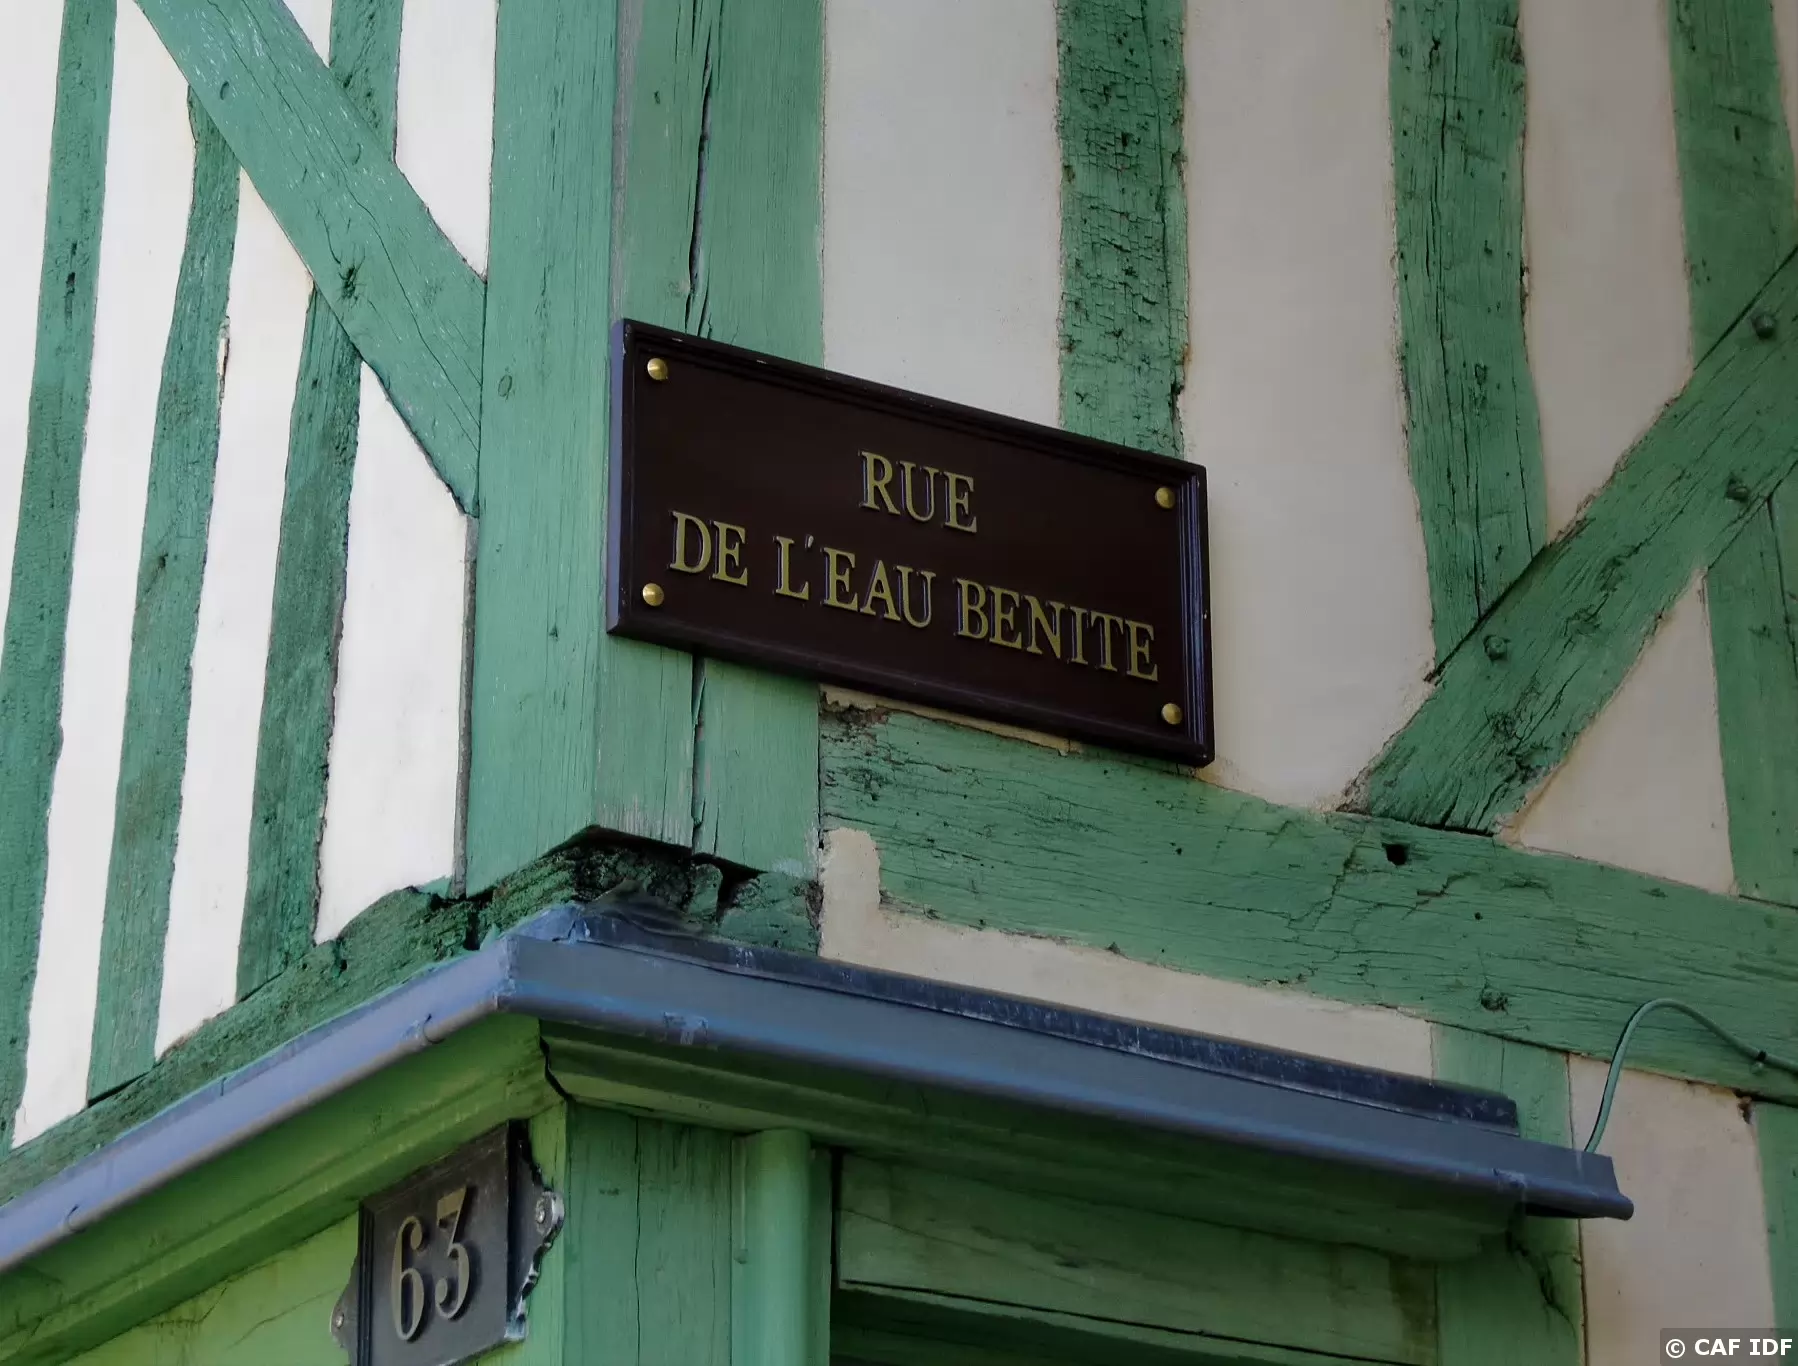 RUE
DE L'EAU BENITE
63
© CAF IDF